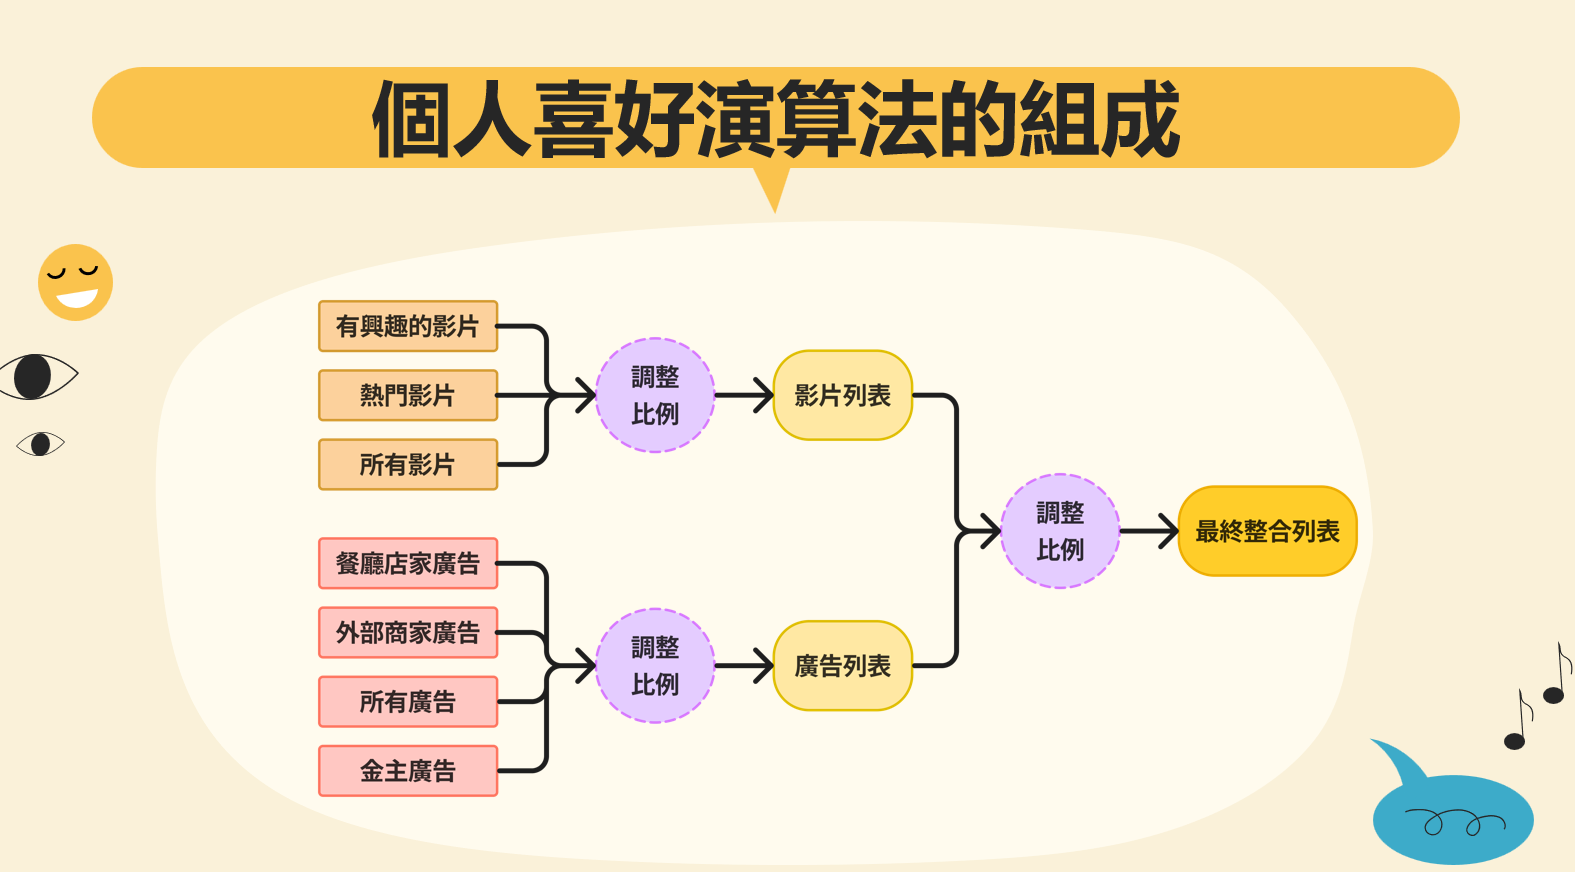 個人喜好演算法的組成
有興趣的影片
熱門影片
所有影片
調整
比例
影片列表
餐廳店家廣告
外部商家廣告
所有廣告
金主廣告
調整
比例
廣告列表
調整
比例
最終整合列表